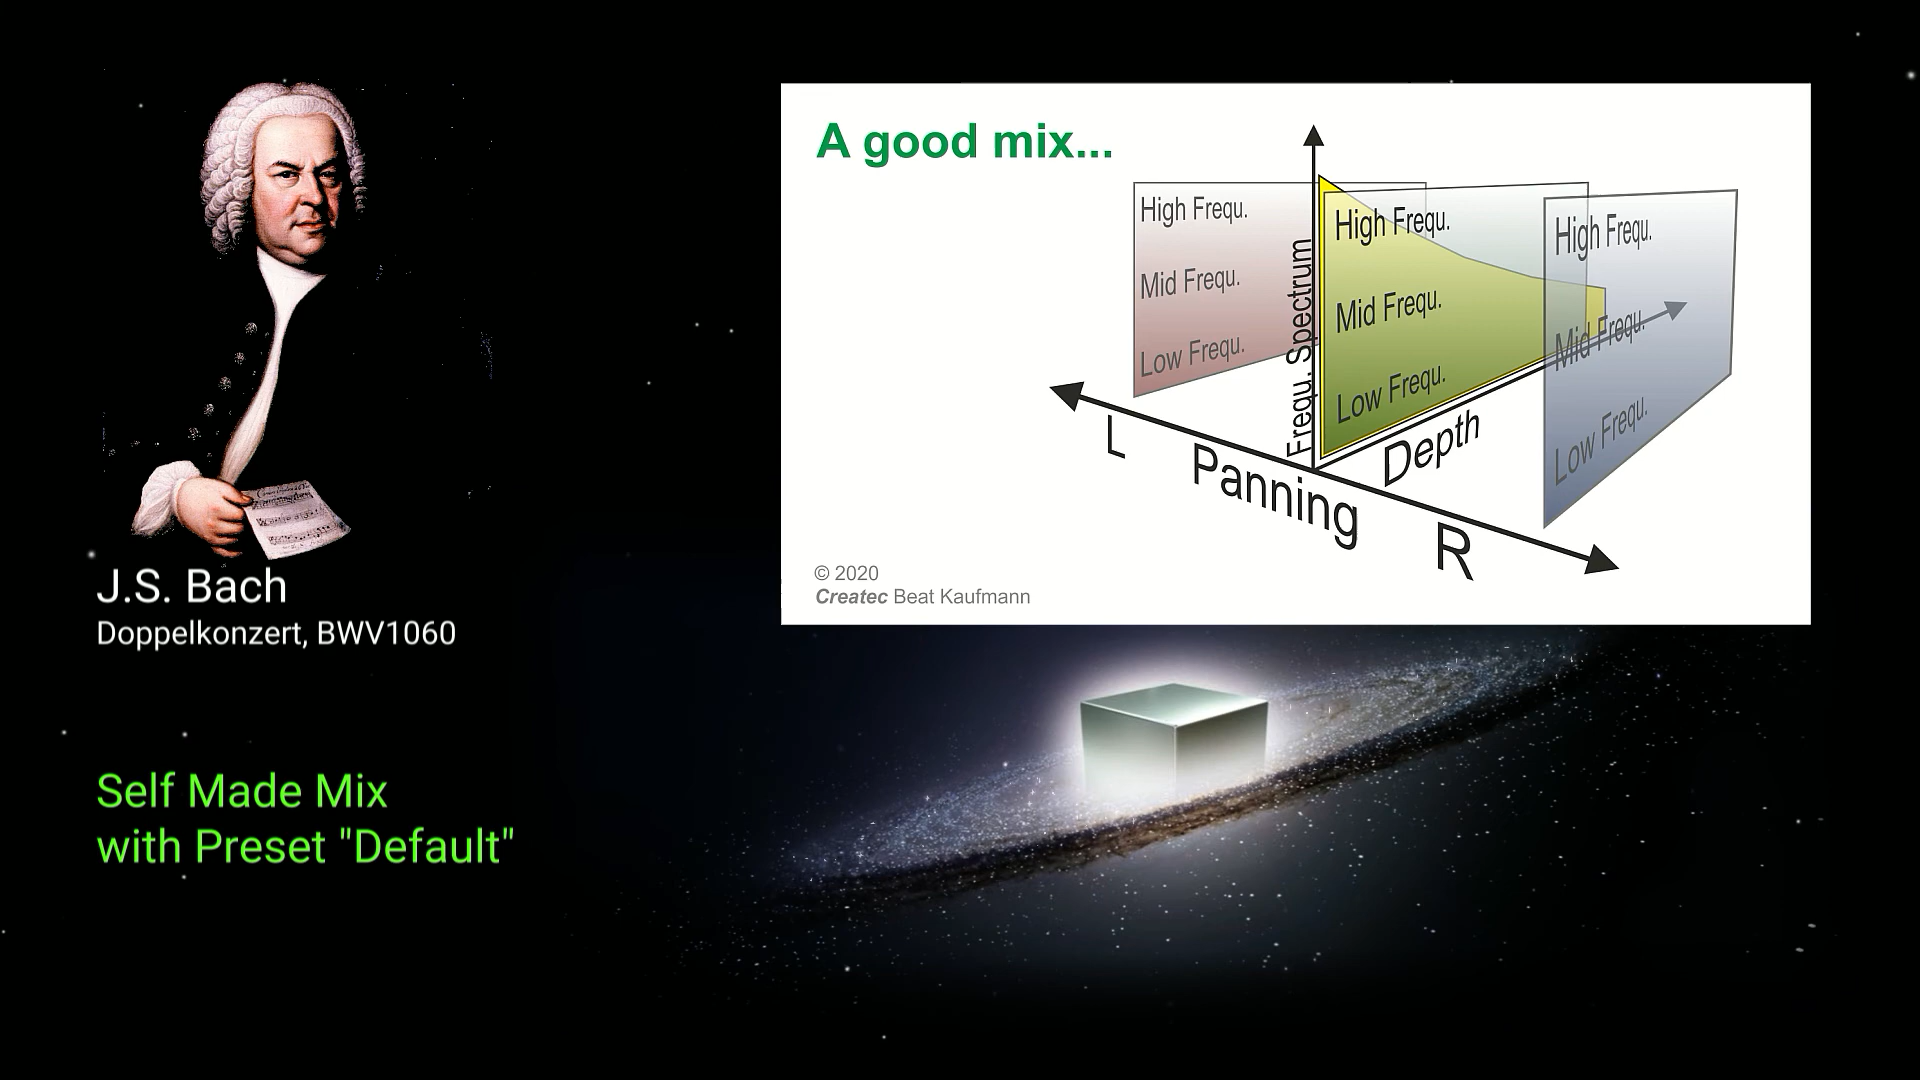 J.S. Bach
Doppelkonzert, BWV1060
Self Made Mix
with Preset "Default"
A good mix...
High Frequ.
Mid Frequ.
Low Frequ.
Frequ. Spectrum
High Frequ.
Mid Frequ.
Low Frequ.
High Frequ.
Mid Frequ.
Low Frequ.
L
Panning
R
Depth
© 2020
Createc Beat Kaufmann